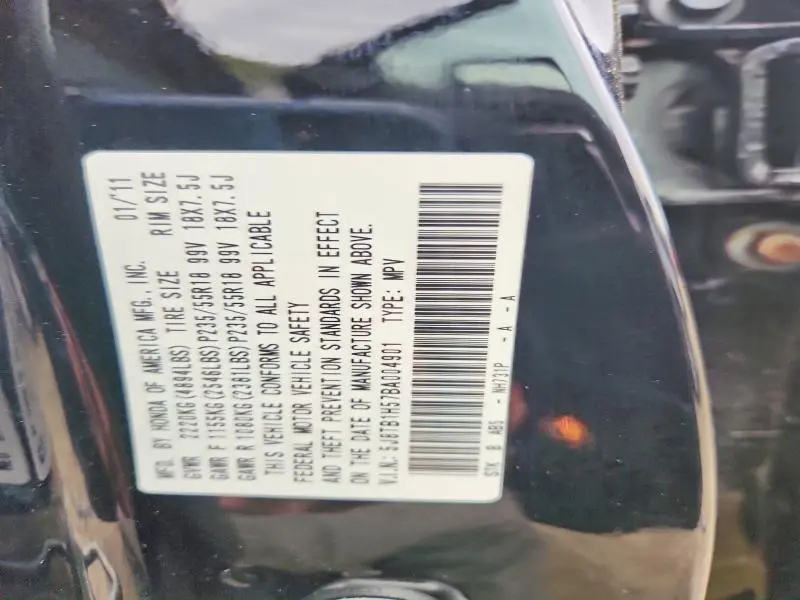 MFD. BY HONDA OF AMERICA MFG., INC. 01/'11
GVWR 2220KG(4894LBS) TIRE SIZE RIM SIZE
GAWR F 1155KG(2546LBS)P235/55R18 99V 18X7.5J
GAWR R 1080KG(2381LBS)P235/55R18 99V 18X7.5J
THIS VEHICLE CONFORMS TO ALL APPLICABLE
FEDERAL MOTOR VEHICLE SAFETY
AND THEFT PREVENTION STANDARDS IN EFFECT
ON THE DATE OF MANUFACTURE SHOWN ABOVE.
V.I.N.: 5J8TB1H57BA004901 TYPE: MPV
STK B ABS - NH731P - A - A